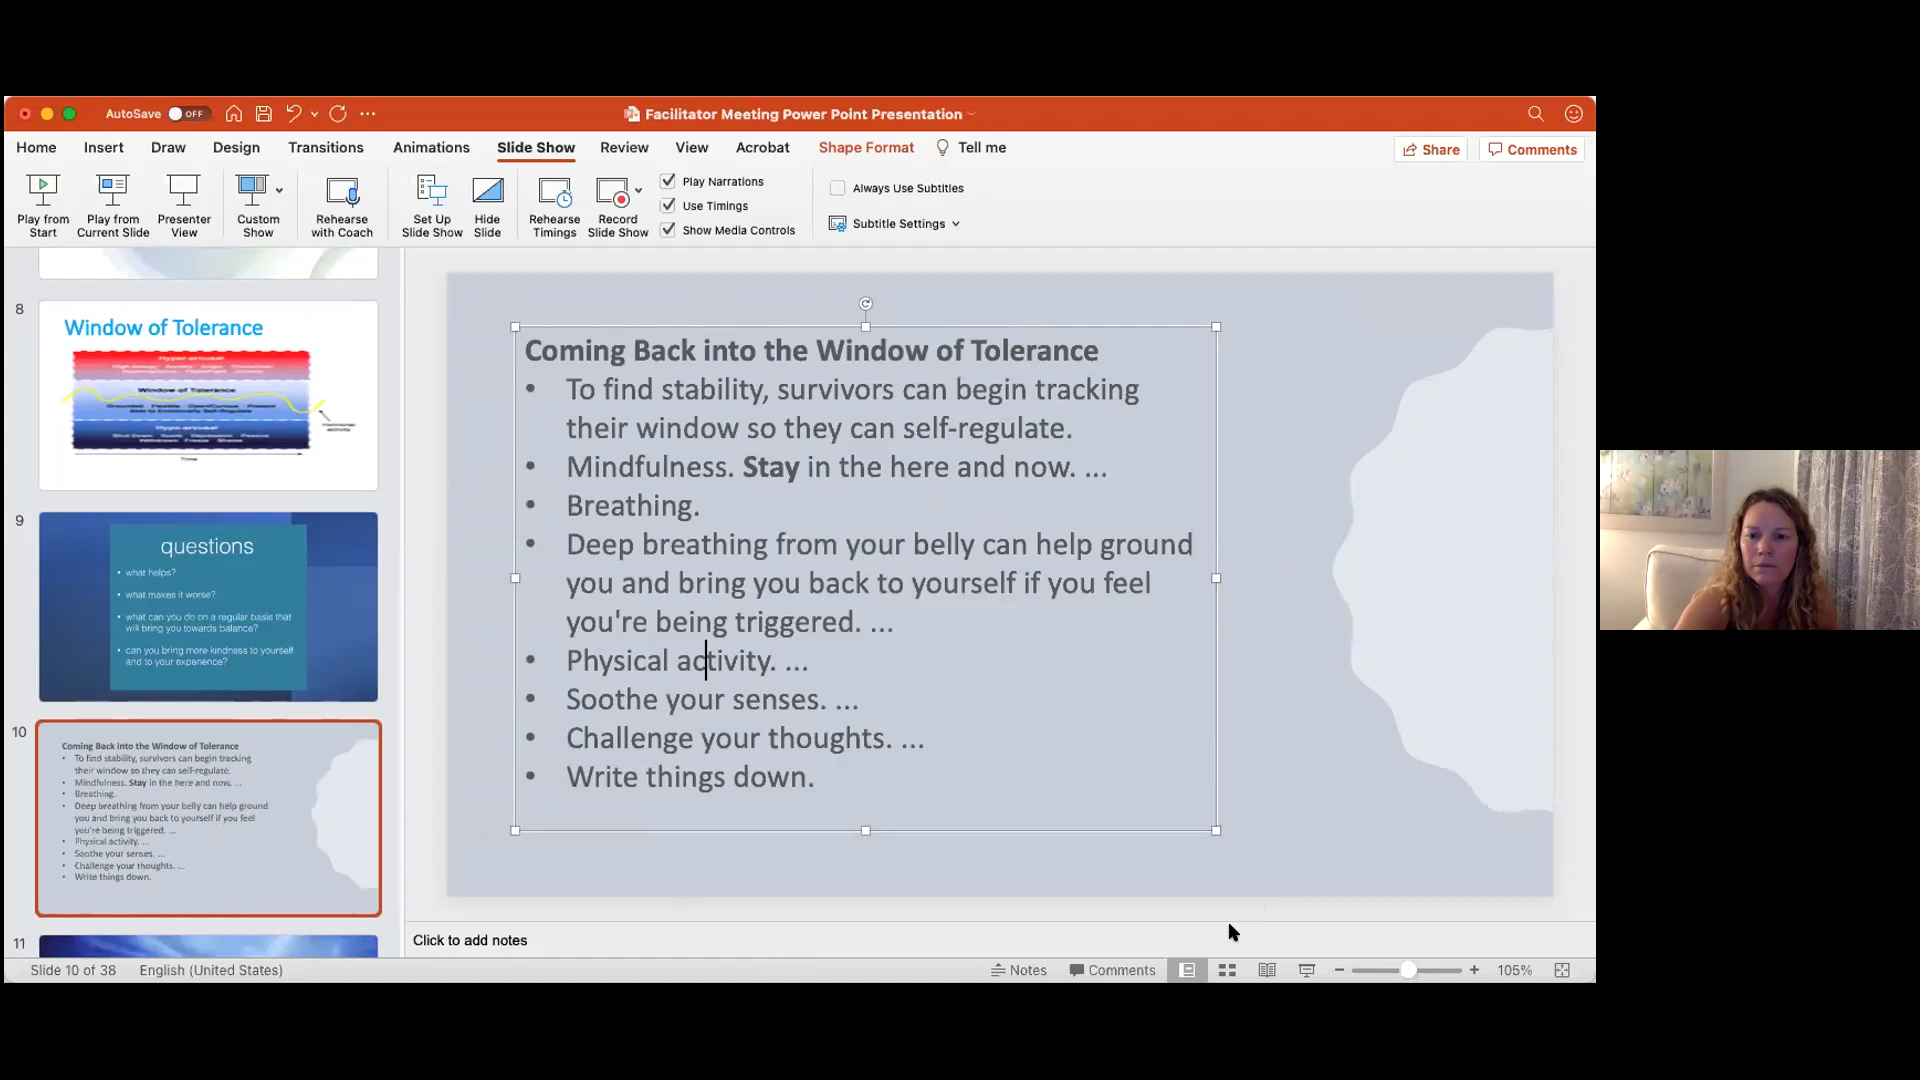 AutoSave OFF
Facilitator Meeting Power Point Presentation
Home Insert Draw Design Transitions Animations Slide Show Review View Acrobat Shape Format Tell me
Share Comments
Play from Start
Play from Current Slide
Presenter View
Custom Show
Rehearse with Coach
Set Up Slide Show
Hide Slide
Rehearse Timings
Record Slide Show
Play Narrations
Use Timings
Show Media Controls
Always Use Subtitles
Subtitle Settings
8
Window of Tolerance
Hyper-arousal
Window of Tolerance
Hypo-arousal
Time
9
questions
• what helps?
• what makes it worse?
• what can you do on a regular basis that
will bring you towards balance?
• can you bring more kindness to yourself
and to your experience?
10
Coming Back into the Window of Tolerance
• To find stability, survivors can begin tracking
their window so they can self-regulate.
• Mindfulness. Stay in the here and now. ...
• Breathing.
• Deep breathing from your belly can help ground
you and bring you back to yourself if you feel
you're being triggered. ...
• Physical activity. ...
• Soothe your senses. ...
• Challenge your thoughts. ...
• Write things down.
11
Coming Back into the Window of Tolerance
• To find stability, survivors can begin tracking
their window so they can self-regulate.
• Mindfulness. Stay in the here and now. ...
• Breathing.
• Deep breathing from your belly can help ground
you and bring you back to yourself if you feel
you're being triggered. ...
• Physical activity. ...
• Soothe your senses. ...
• Challenge your thoughts. ...
• Write things down.
Click to add notes
Slide 10 of 38 English (United States)
Notes Comments 105%